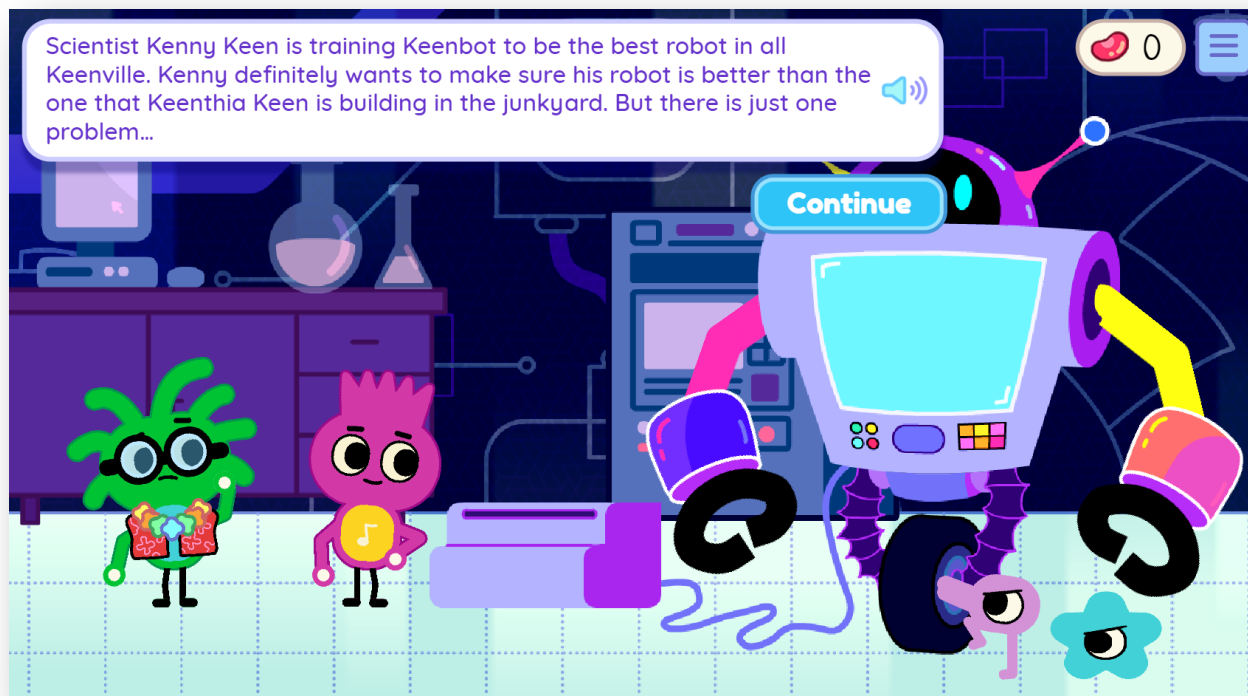 Scientist Kenny Keen is training Keenbot to be the best robot in all
Keenville. Kenny definitely wants to make sure his robot is better than the
one that Keenthia Keen is building in the junkyard. But there is just one
problem...
0
Continue